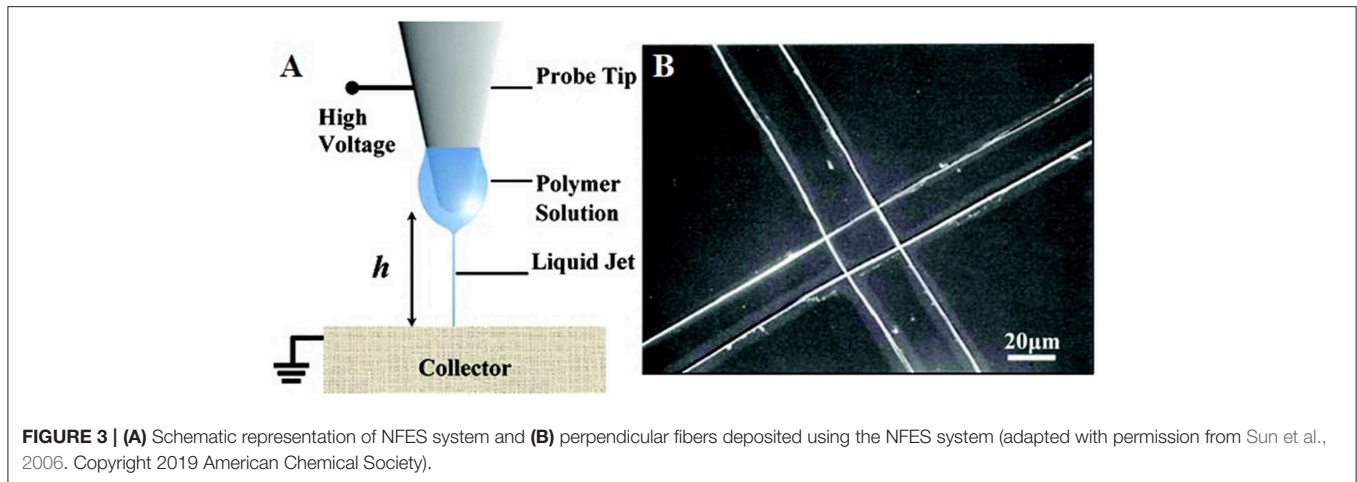 A
High
Voltage
Probe Tip
Polymer
Solution
Liquid Jet
h
Collector
B
20μm
FIGURE 3 | (A) Schematic representation of NFES system and (B) perpendicular fibers deposited using the NFES system (adapted with permission from Sun et al.,
2006. Copyright 2019 American Chemical Society).